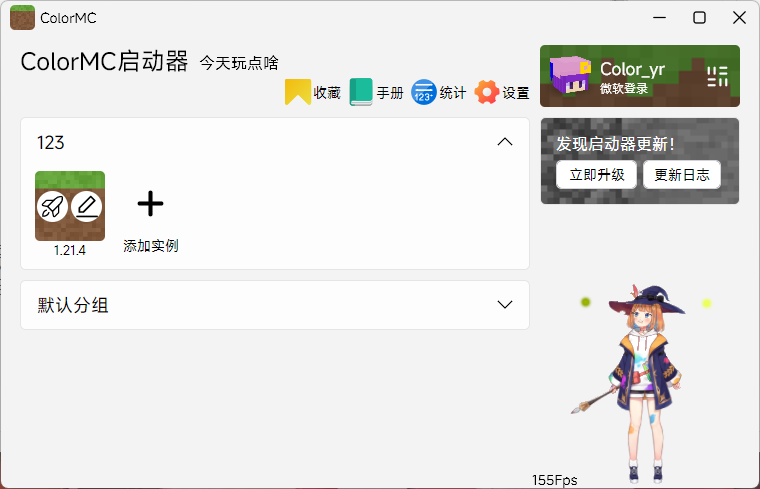 ColorMC
ColorMC启动器 今天玩点啥
收藏 手册 统计 设置
Color_yr
微软登录
123
1.21.4
添加实例
默认分组
发现启动器更新！
立即升级 更新日志
155Fps